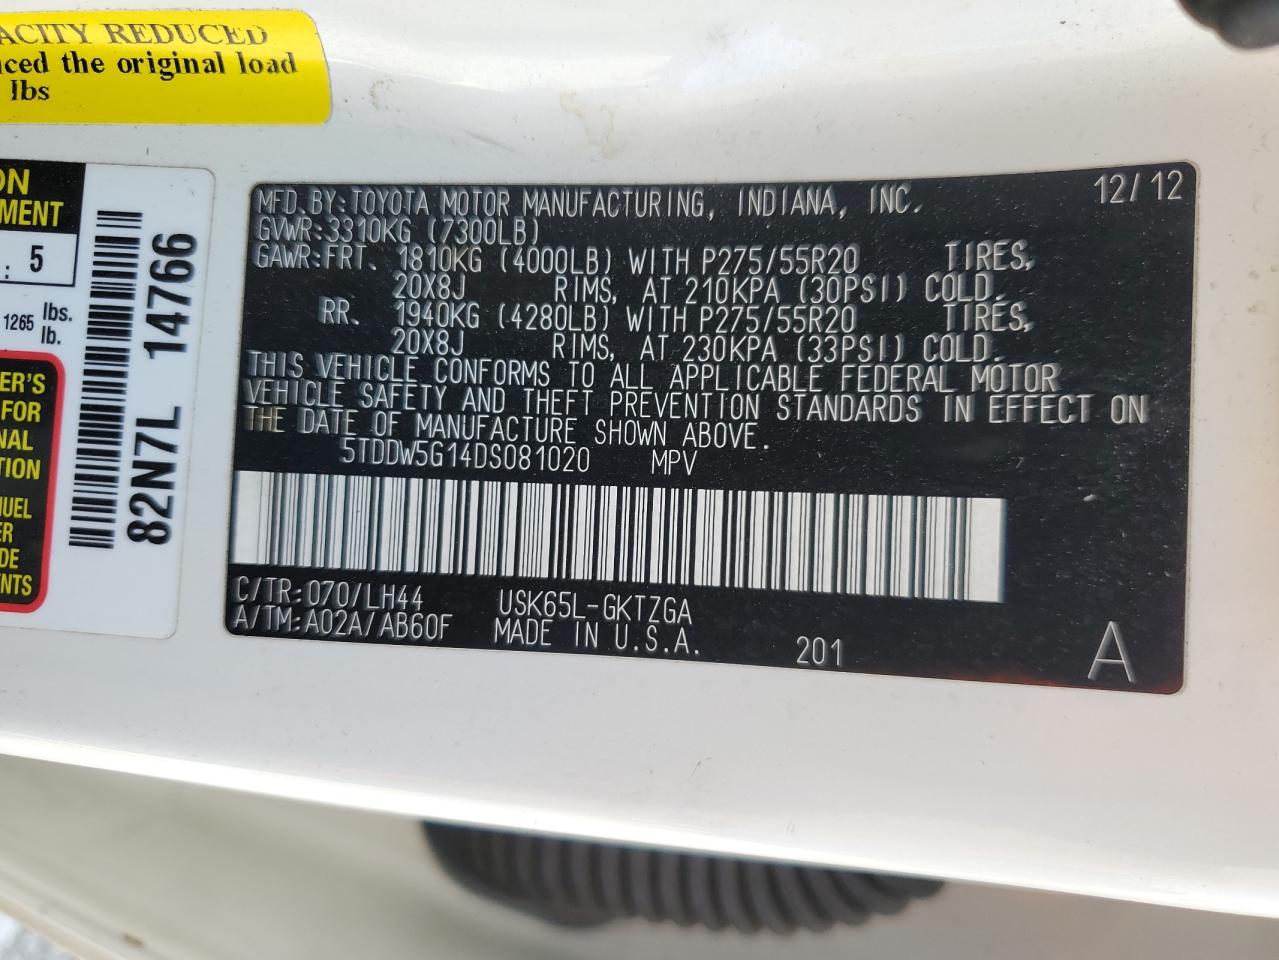 ACITY REDUCED
the original load
lbs
ON
MENT
: 5
1265 lbs.
lb.
ER'S
FOR
NAL
TION
UEL
ER
DE
ENTS
82N7L 14766
MFD. BY: TOYOTA MOTOR MANUFACTURING, INDIANA, INC. 12/12
GVWR: 3310KG (7300LB)
GAWR: FRT. 1810KG (4000LB) WITH P275/55R20 TIRES,
20X8J RIMS, AT 210KPA (30PSI) COLD.
RR. 1940KG (4280LB) WITH P275/55R20 TIRES,
20X8J RIMS, AT 230KPA (33PSI) COLD.
THIS VEHICLE CONFORMS TO ALL APPLICABLE FEDERAL MOTOR
VEHICLE SAFETY AND THEFT PREVENTION STANDARDS IN EFFECT ON
THE DATE OF MANUFACTURE SHOWN ABOVE.
5TDDW5G14DS081020 MPV
C/TR: 070/LH44 USK65L-GKTZGA
A/TM: A02A/AB60F MADE IN U.S.A. 201 A